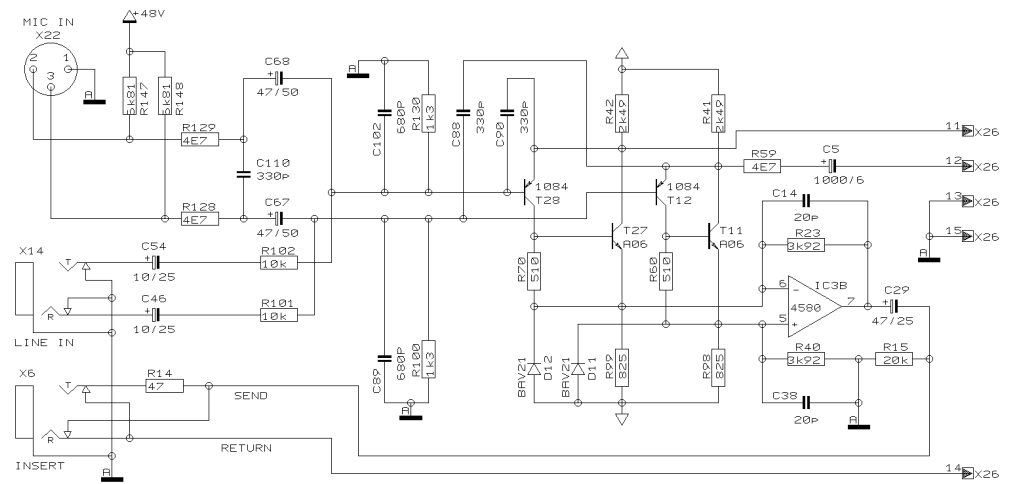 MIC IN
X22
+48V
2
1
3
A
5k81
R147
5k81
R148
R129
4E7
C68
+
47/50
C110
330p
R128
4E7
C67
+
47/50
A
C102
680P
R130
1k3
C88
330p
C90
330p
R42
2k49
R41
2k49
1084
T28
1084
T12
R59
4E7
C5
+
1000/6
11
X26
12
X26
13
X26
15
X26
A
C14
20p
R23
3k92
T27
A06
T11
A06
R70
510
R60
510
6
-
IC3B
4580
7
5
+
C29
+
47/25
R40
3k92
R15
20k
C38
20p
A
X14
T
R
LINE IN
C54
+
10/25
R102
10k
C46
+
10/25
R101
10k
C89
680P
R100
1k3
A
BAV21
D12
BAV21
D11
R99
825
R98
825
X6
T
R
INSERT
R14
47
SEND
RETURN
A
14
X26